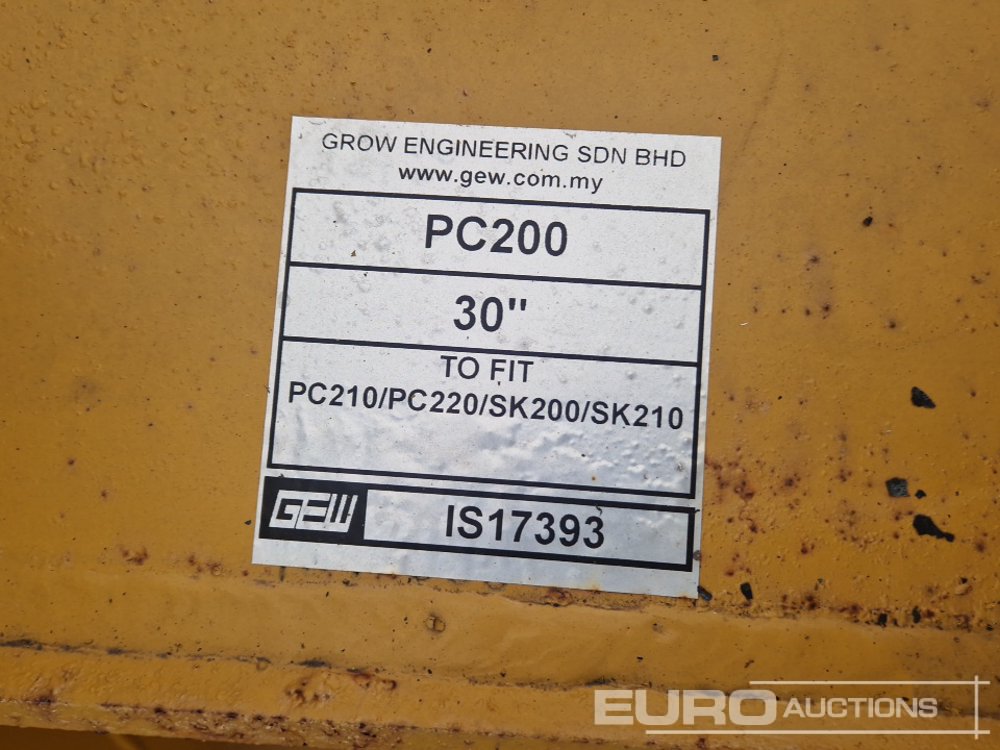 GROW ENGINEERING SDN BHD
www.gew.com.my
PC200
30"
TO FIT
PC210/PC220/SK200/SK210
GEW IS17393
EURO AUCTIONS